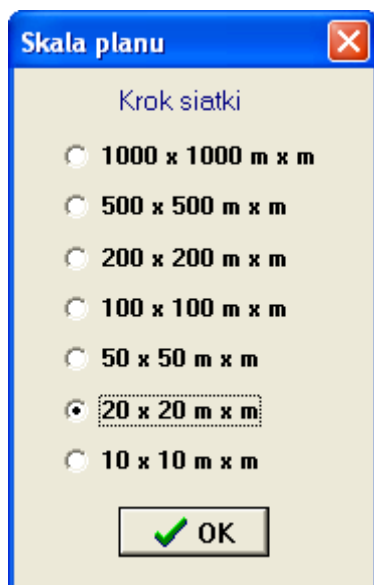 Skala planu
Krok siatki
1000 x 1000 m x m
500 x 500 m x m
200 x 200 m x m
100 x 100 m x m
50 x 50 m x m
20 x 20 m x m
10 x 10 m x m
OK